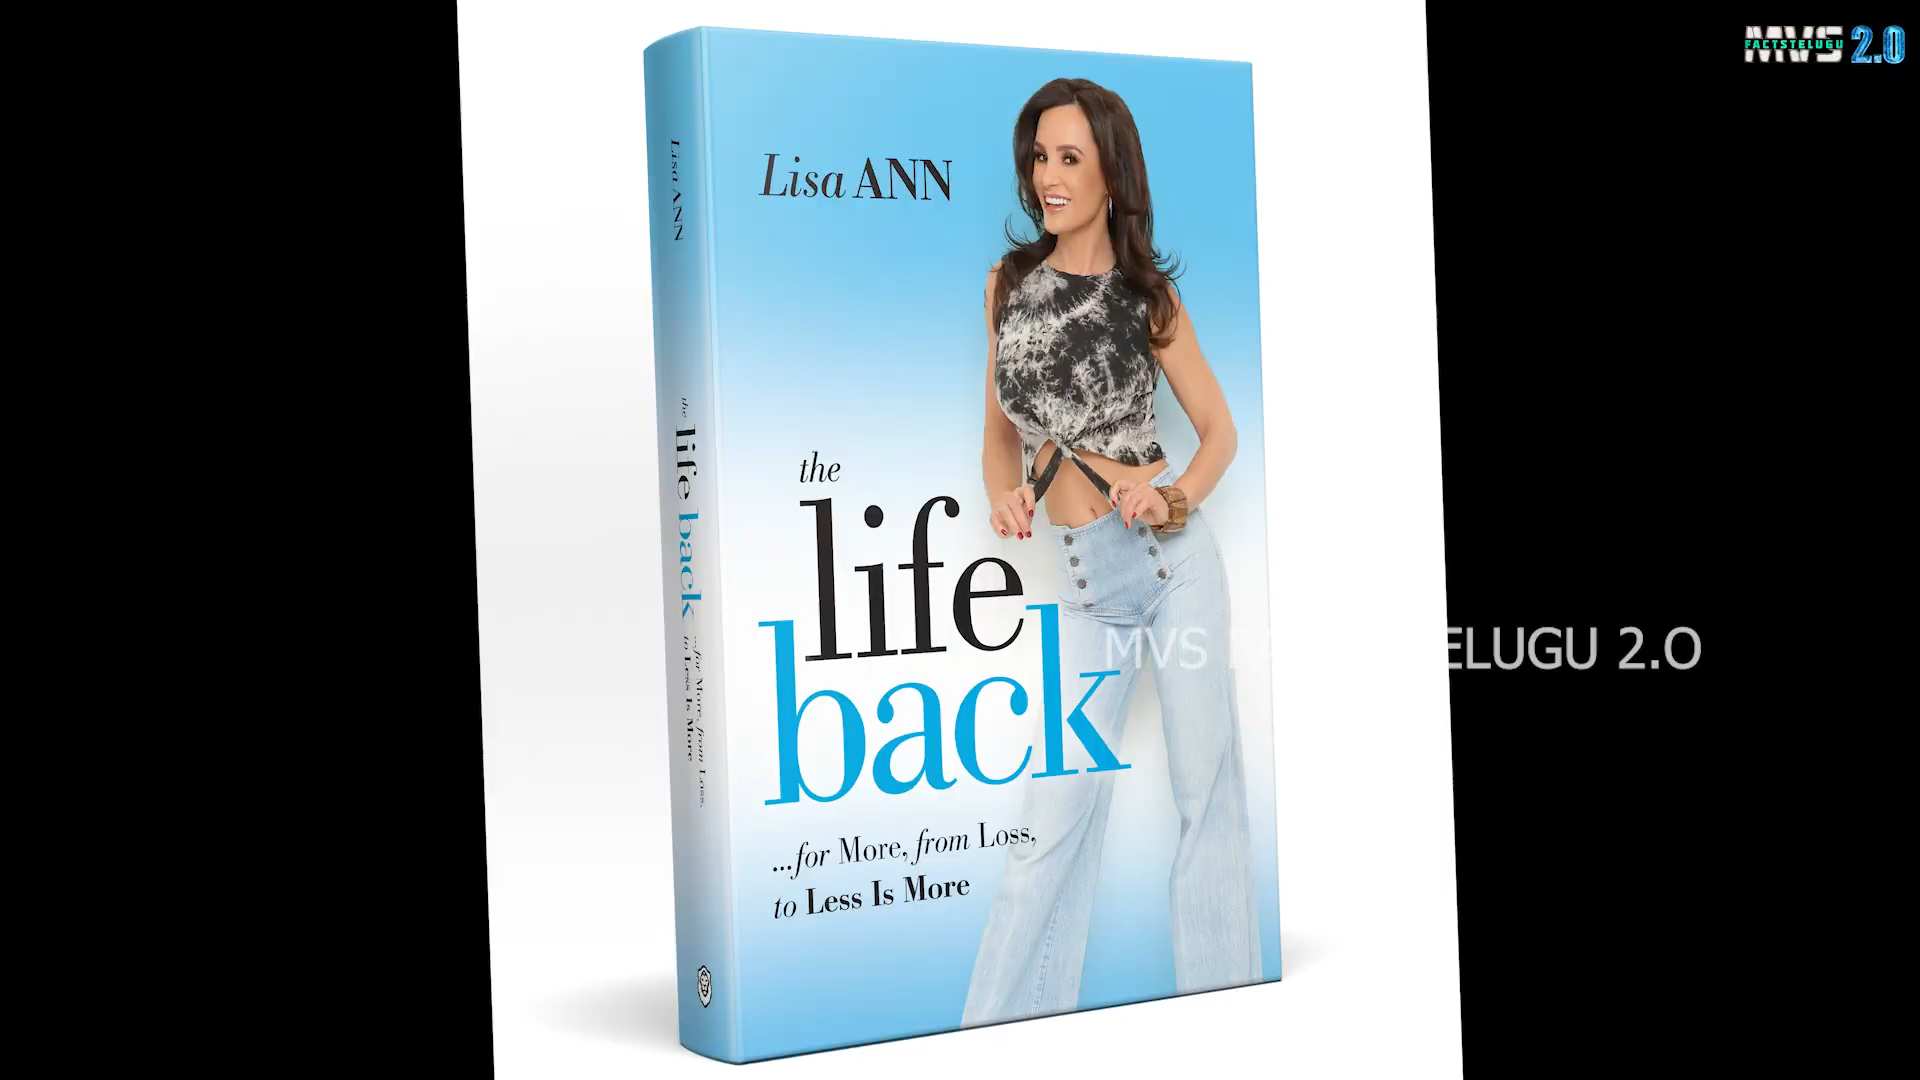 MVS 2.0
FACTSTELUGU
Lisa ANN
the
life
back
...for More, from Loss,
to Less Is More
Lisa ANN
the life back
...for More, from Loss,
to Less Is More
MVS
ELUGU 2.O